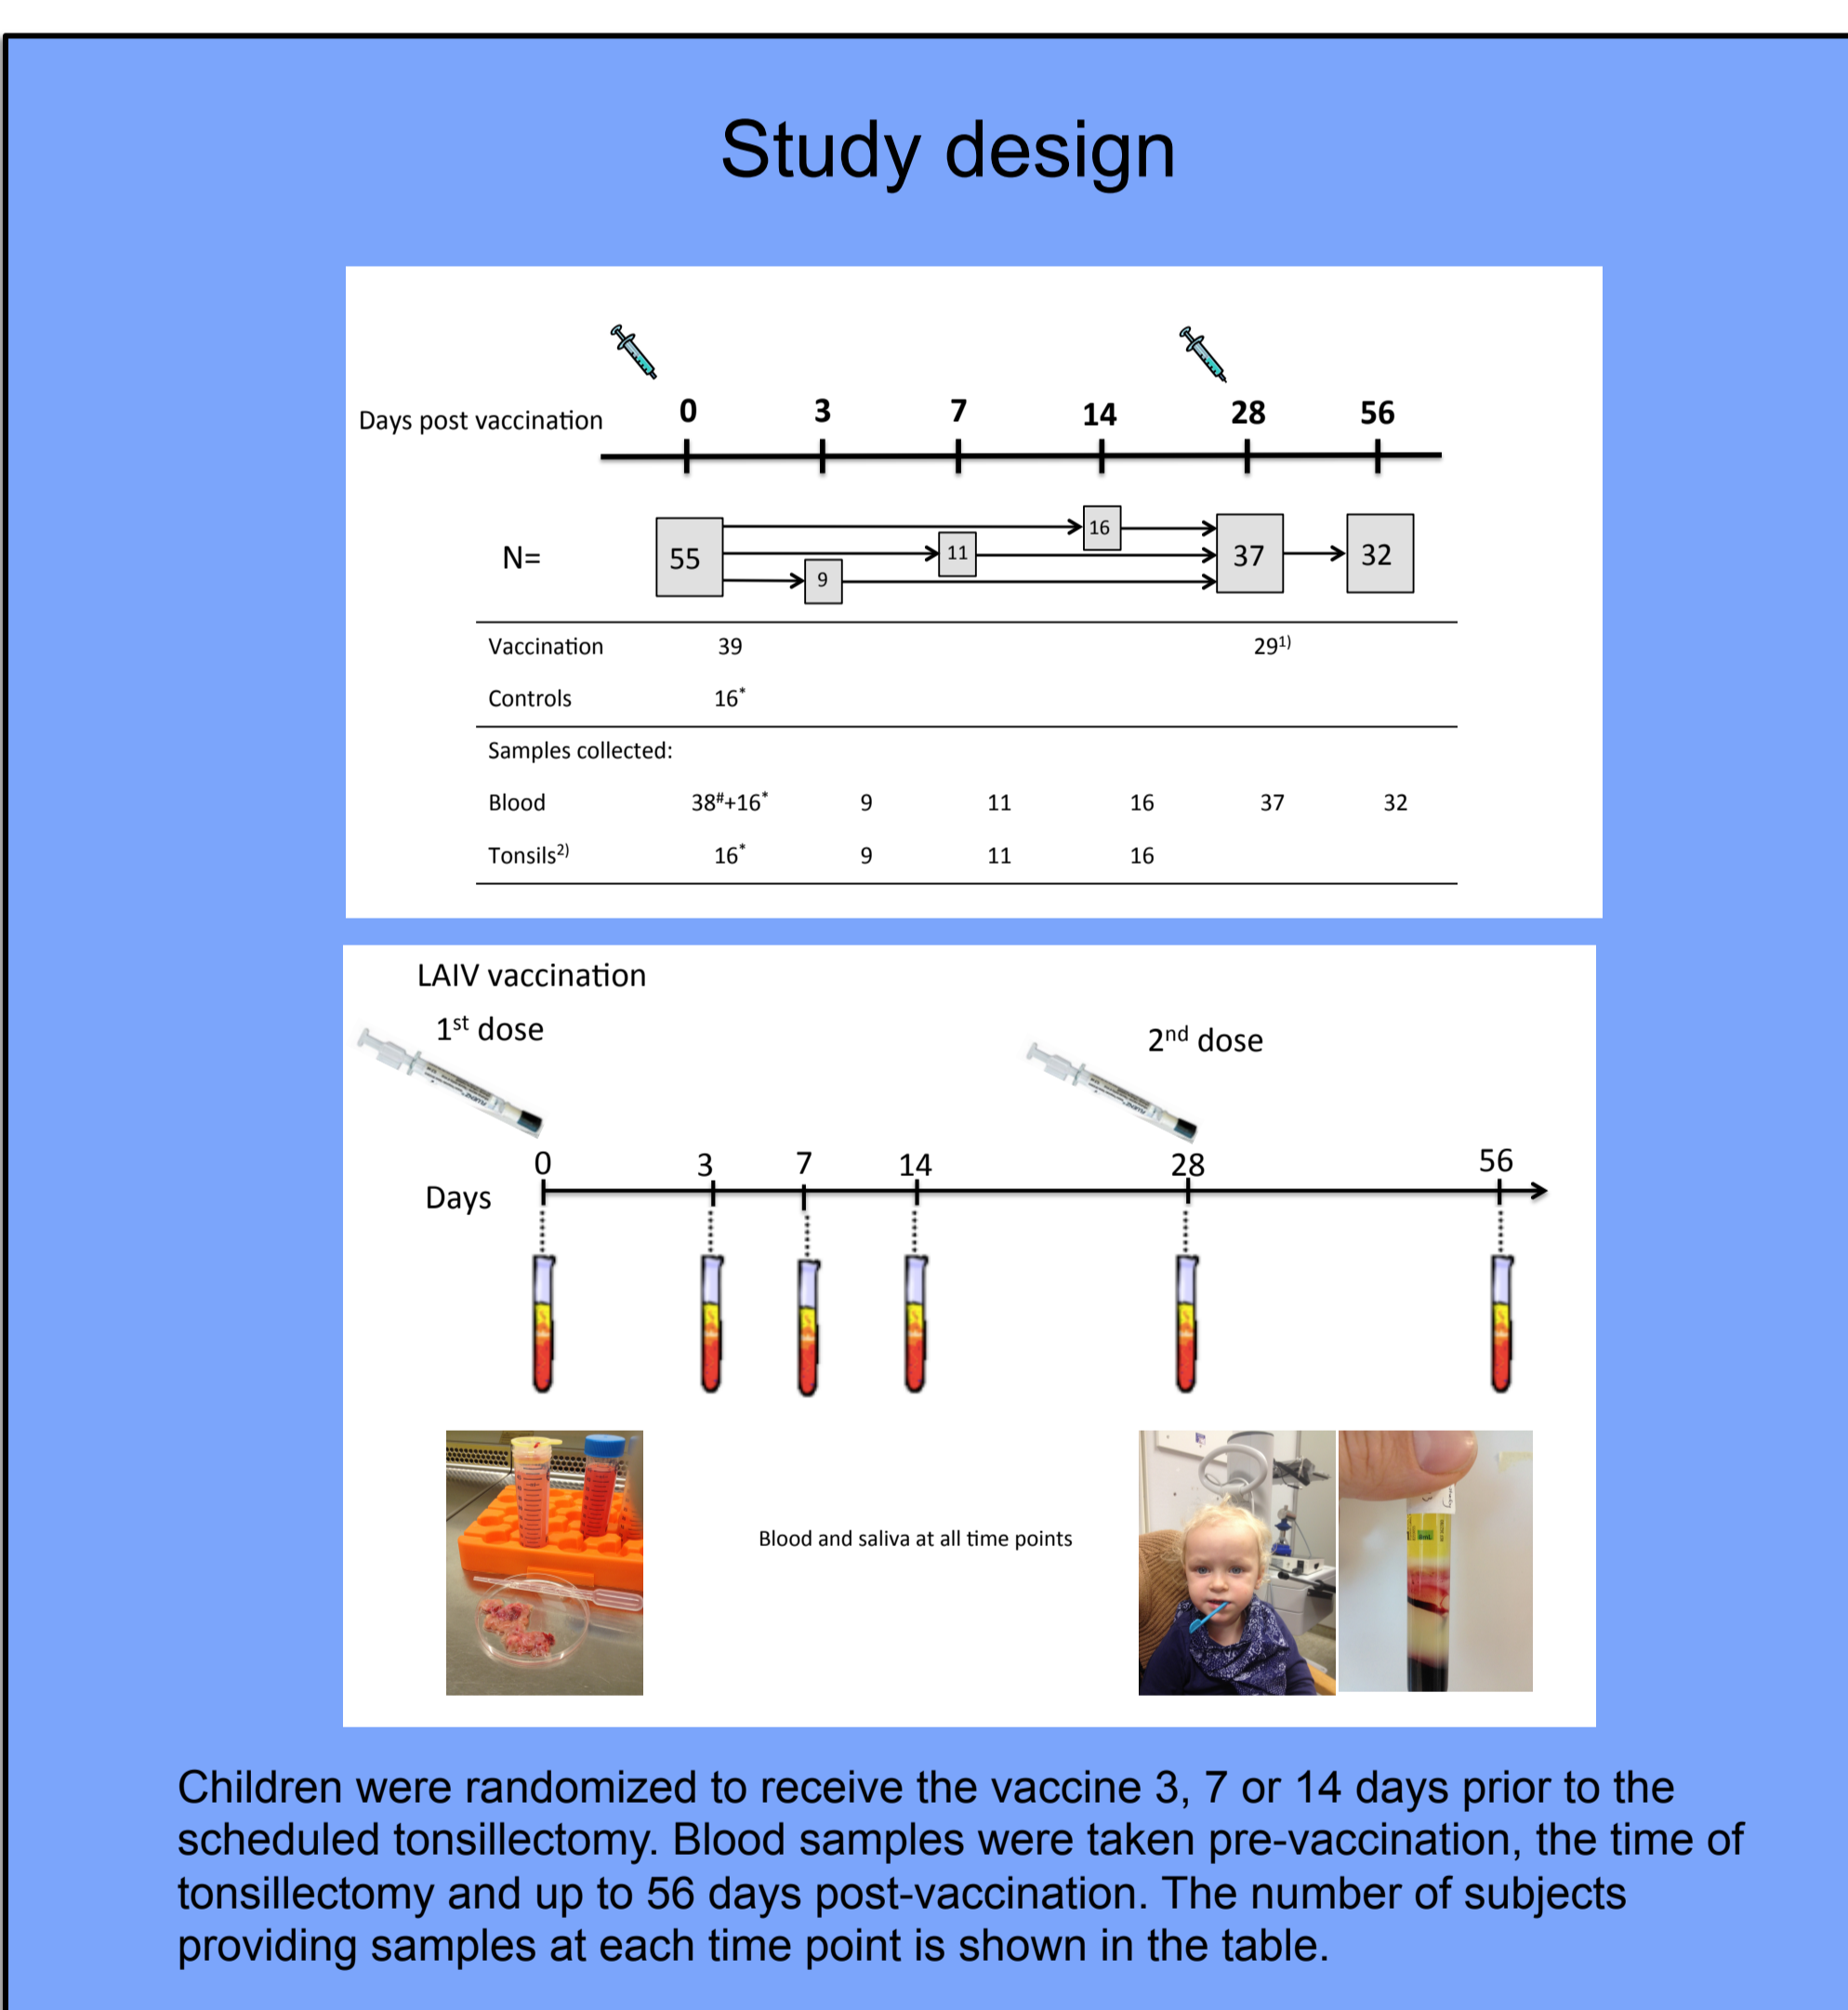 Study design
Days post vaccination 0 3 7 14 28 56
N= 55 9 11 16 37 32
Vaccination 39 29¹⁾
Controls 16*
Samples collected:
Blood 38#+16* 9 11 16 37 32
Tonsils²⁾ 16* 9 11 16
LAIV vaccination
1st dose
2nd dose
0 3 7 14 28 56
Days
Blood and saliva at all time points
Children were randomized to receive the vaccine 3, 7 or 14 days prior to the
scheduled tonsillectomy. Blood samples were taken pre-vaccination, the time of
tonsillectomy and up to 56 days post-vaccination. The number of subjects
providing samples at each time point is shown in the table.